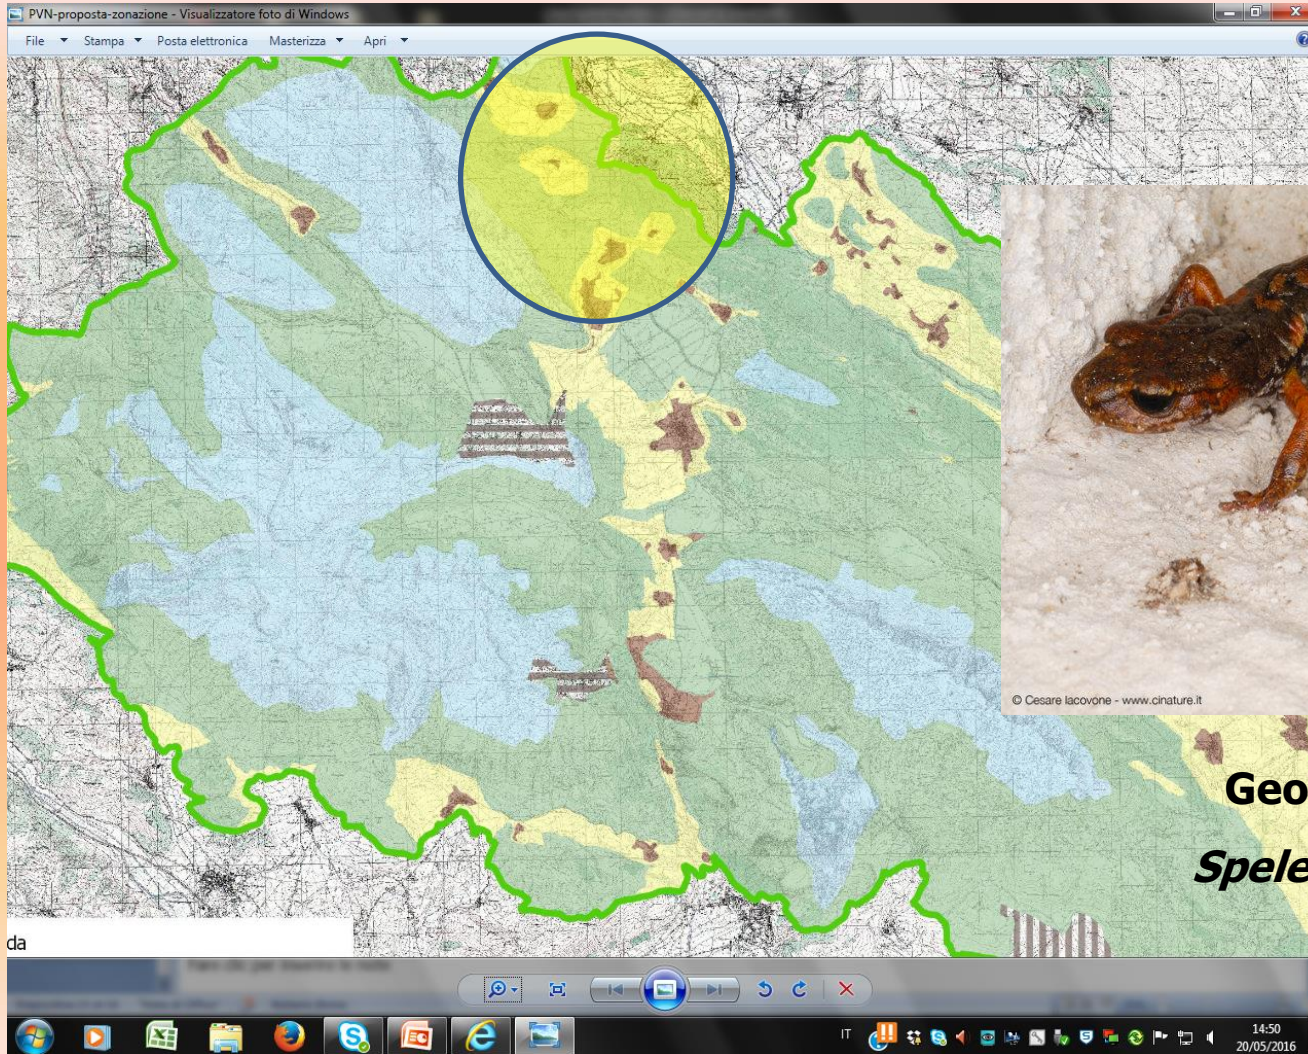 PVN-proposta-zonazione - Visualizzatore foto di Windows
File Stampa Posta elettronica Masterizza Apri
© Cesare Iacovone - www.cinature.it
Geo
Spele
da
IT
14:50
20/05/2016